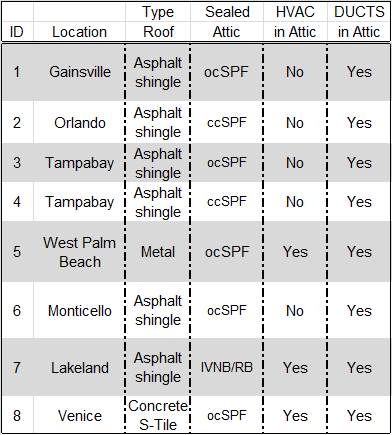 Type Sealed HVAC DUCTS
ID Location Roof Attic in Attic in Attic
1 Gainsville Asphalt shingle ocSPF No Yes
2 Orlando Asphalt shingle ccSPF No Yes
3 Tampabay Asphalt shingle ocSPF No Yes
4 Tampabay Asphalt shingle ccSPF No Yes
5 West Palm Beach Metal ocSPF Yes Yes
6 Monticello Asphalt shingle ocSPF No Yes
7 Lakeland Asphalt shingle IVNB/RB Yes Yes
8 Venice Concrete S-Tile ocSPF Yes Yes